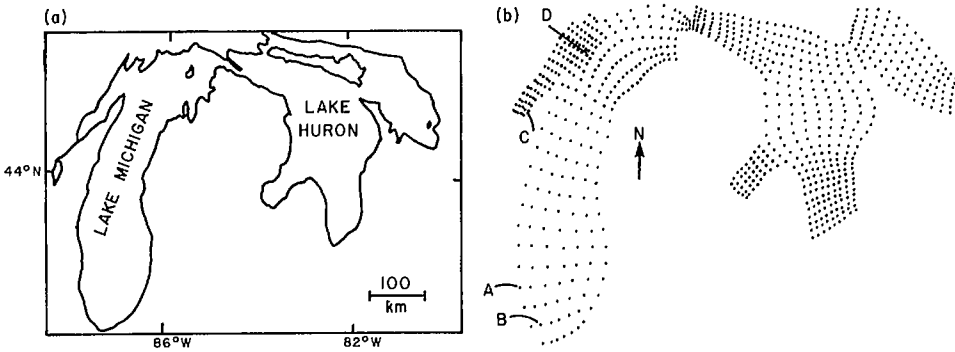 (a)
LAKE MICHIGAN
LAKE
HURON
44°N
100
km
86°W
82°W
(b)
D
C
N
A
B